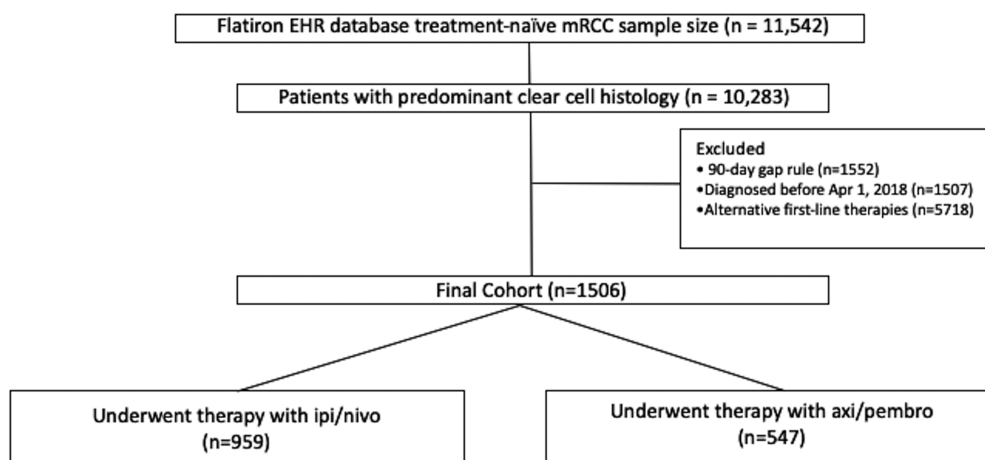 Flatiron EHR database treatment-naïve mRCC sample size (n = 11,542)
Patients with predominant clear cell histology (n = 10,283)
Excluded
• 90-day gap rule (n=1552)
•Diagnosed before Apr 1, 2018 (n=1507)
•Alternative first-line therapies (n=5718)
Final Cohort (n=1506)
Underwent therapy with ipi/nivo
(n=959)
Underwent therapy with axi/pembro
(n=547)